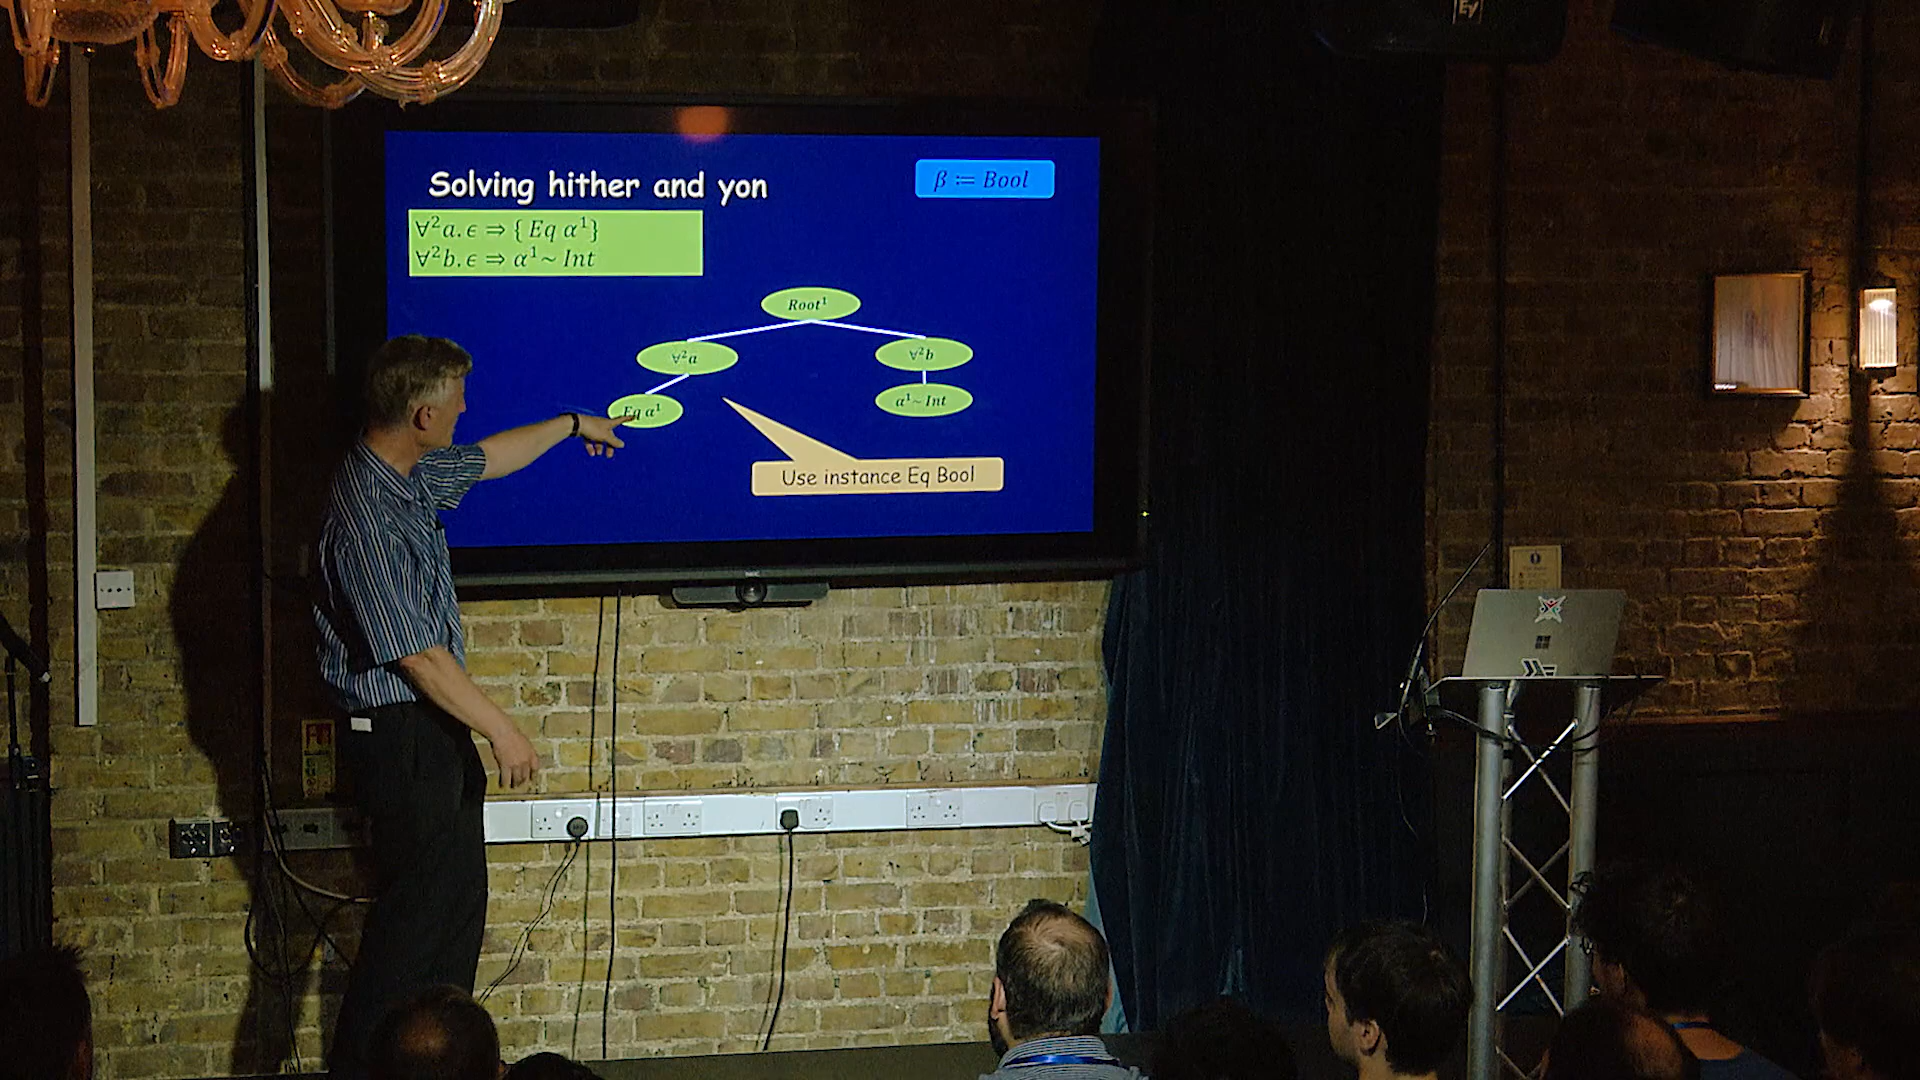 Solving hither and yon
β ≔ Bool
∀²a. ϵ ⇒ { Eq α¹}
∀²b. ϵ ⇒ α¹~ Int
Root¹
∀²a
∀²b
Eq α¹
α¹~ Int
Use instance Eq Bool